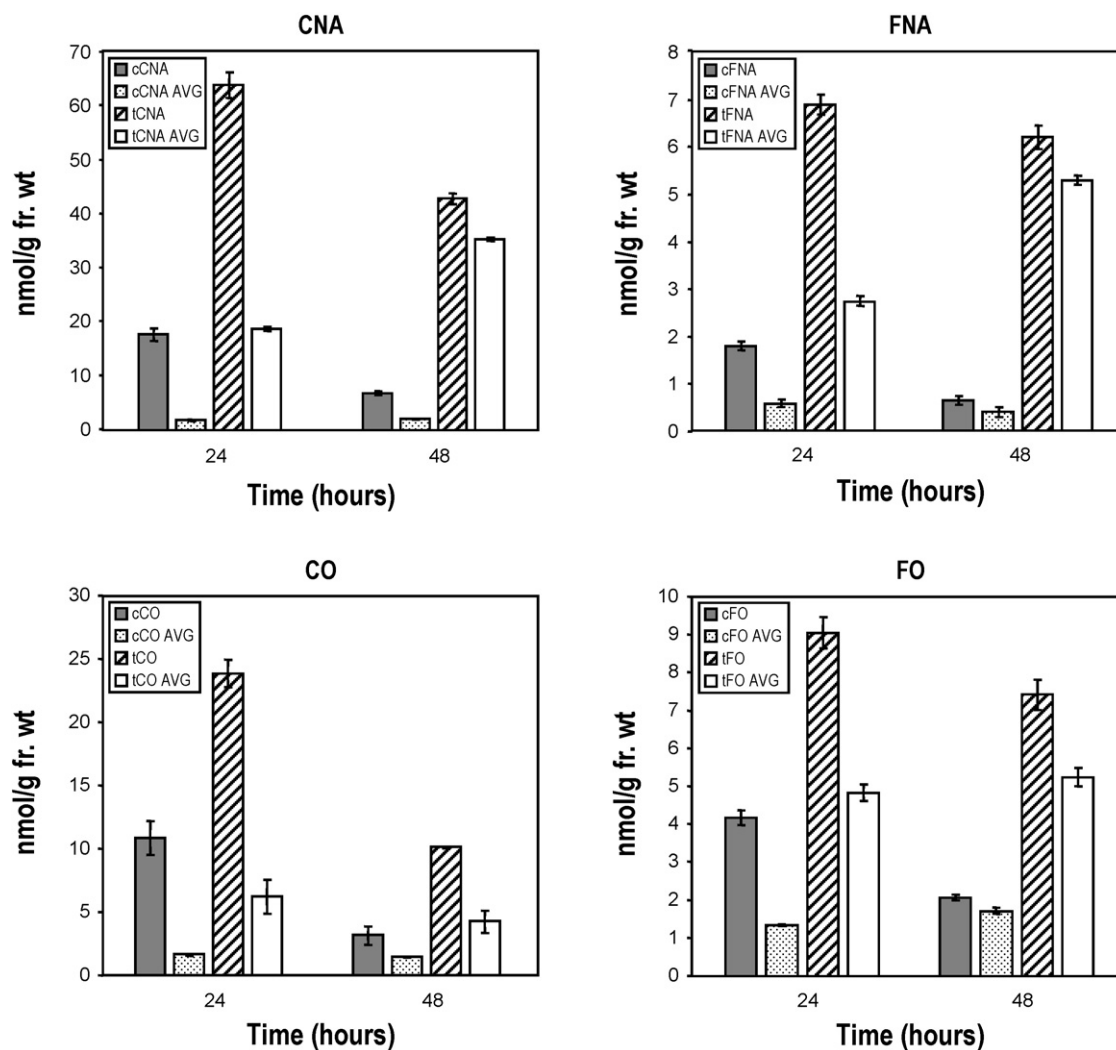 CNA
70
60
50
40
30
20
10
0
nmol/g fr. wt
cCNA
cCNA AVG
tCNA
tCNA AVG
24 48
Time (hours)
FNA
8
7
6
5
4
3
2
1
0
nmol/g fr. wt
cFNA
cFNA AVG
tFNA
tFNA AVG
24 48
Time (hours)
CO
30
25
20
15
10
5
0
nmol/g fr. wt
cCO
cCO AVG
tCO
tCO AVG
24 48
Time (hours)
FO
10
9
8
7
6
5
4
3
2
1
0
nmol/g fr. wt
cFO
cFO AVG
tFO
tFO AVG
24 48
Time (hours)